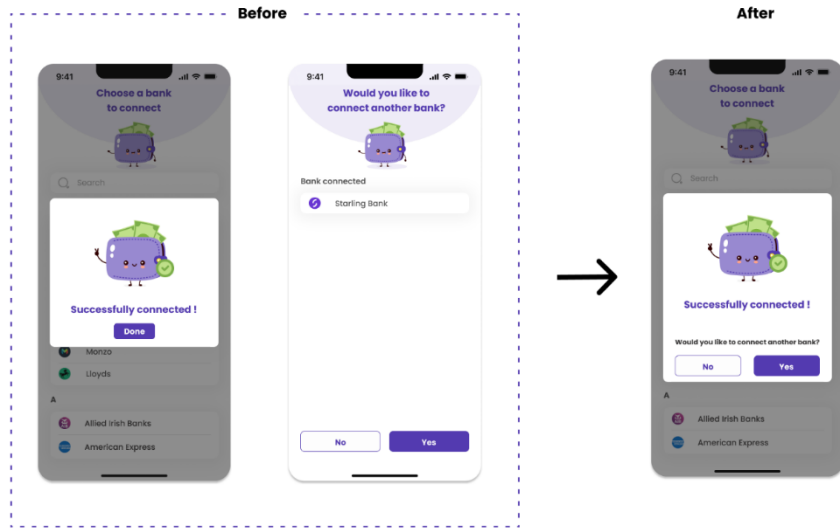 Before
9:41
Choose a bank
to connect
Search
Successfully connected !
Done
Monzo
Lloyds
A
Allied Irish Banks
American Express
9:41
Would you like to
connect another bank?
Bank connected
Starling Bank
No
Yes
After
9:41
Choose a bank
to connect
Search
Successfully connected !
Would you like to connect another bank?
No
Yes
A
Allied Irish Banks
American Express